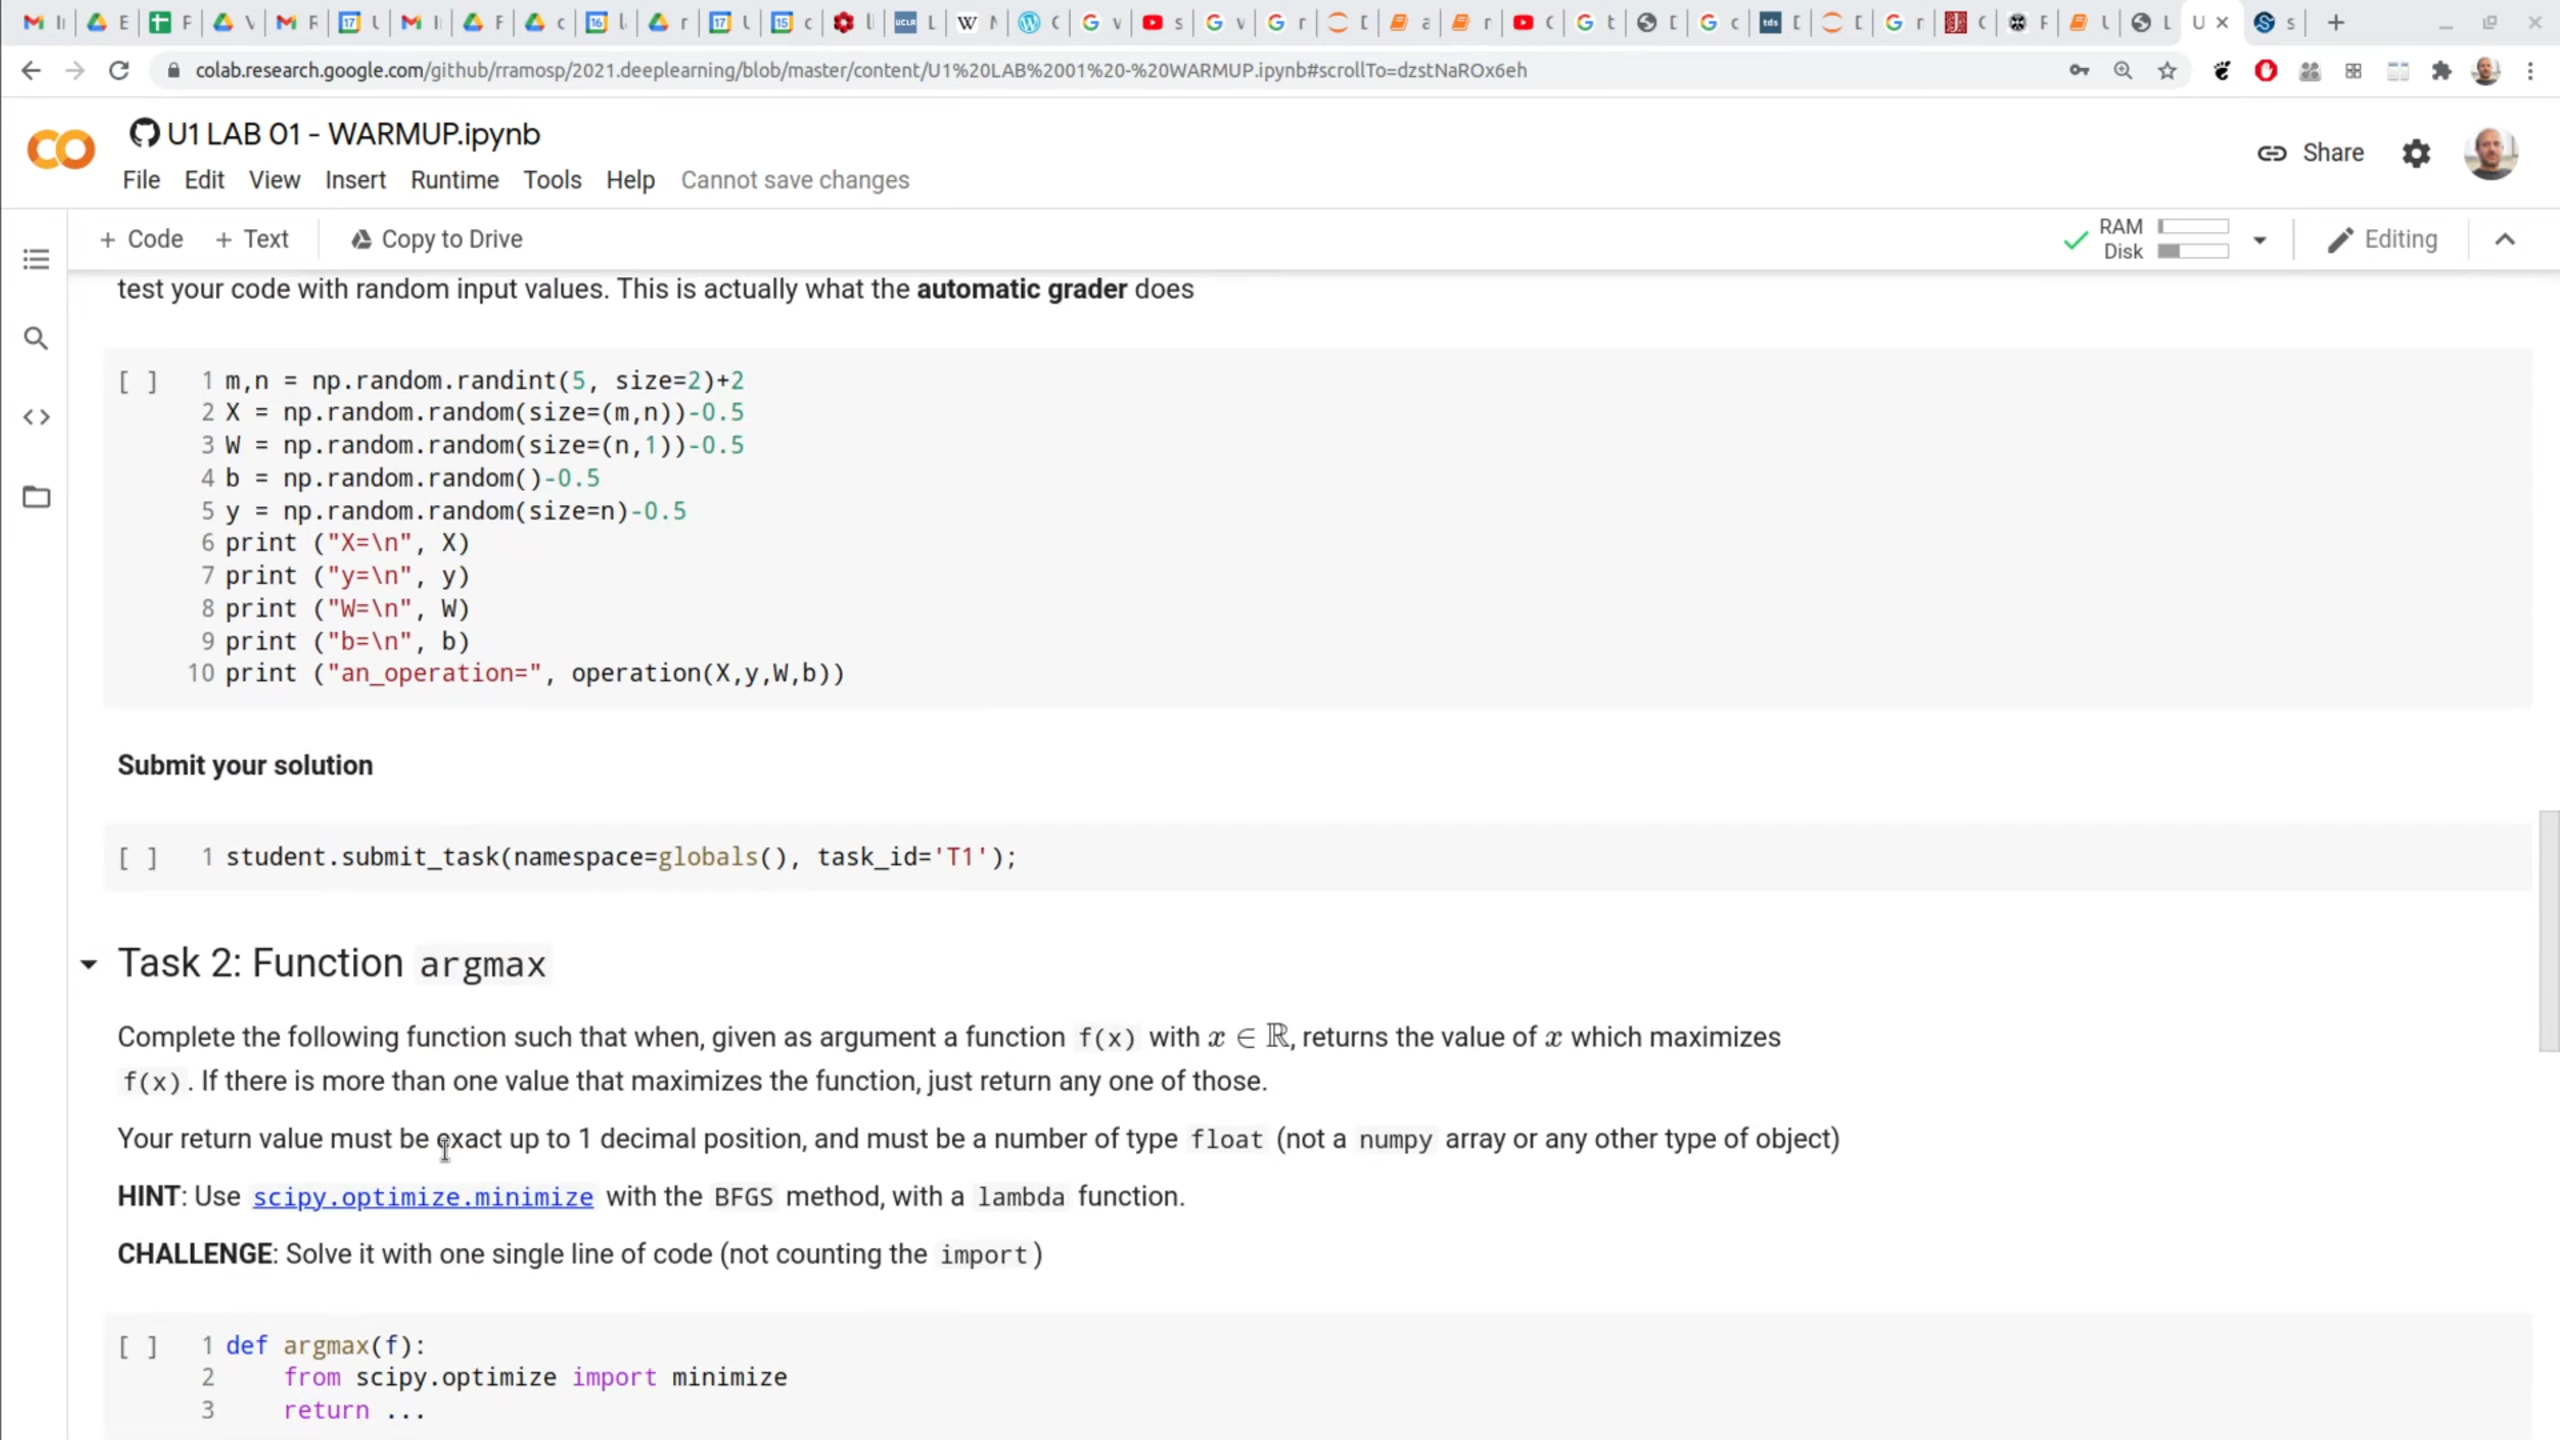 colab.research.google.com/github/rramosp/2021.deeplearning/blob/master/content/U1%20LAB%2001%20-%20WARMUP.ipynb#scrollTo=dzstNaROx6eh
U1 LAB 01 - WARMUP.ipynb
Share
File Edit View Insert Runtime Tools Help Cannot save changes
+ Code + Text Copy to Drive
RAM
Disk
Editing
test your code with random input values. This is actually what the automatic grader does
[ ] 1 m,n = np.random.randint(5, size=2)+2
2 X = np.random.random(size=(m,n))-0.5
3 W = np.random.random(size=(n,1))-0.5
4 b = np.random.random()-0.5
5 y = np.random.random(size=n)-0.5
6 print ("X=\n", X)
7 print ("y=\n", y)
8 print ("W=\n", W)
9 print ("b=\n", b)
10 print ("an_operation=", operation(X,y,W,b))
Submit your solution
[ ] 1 student.submit_task(namespace=globals(), task_id='T1');
Task 2: Function argmax
Complete the following function such that when, given as argument a function f(x) with x ∈ ℝ, returns the value of x which maximizes
f(x). If there is more than one value that maximizes the function, just return any one of those.
Your return value must be exact up to 1 decimal position, and must be a number of type float (not a numpy array or any other type of object)
HINT: Use scipy.optimize.minimize with the BFGS method, with a lambda function.
CHALLENGE: Solve it with one single line of code (not counting the import)
[ ] 1 def argmax(f):
2 from scipy.optimize import minimize
3 return ...